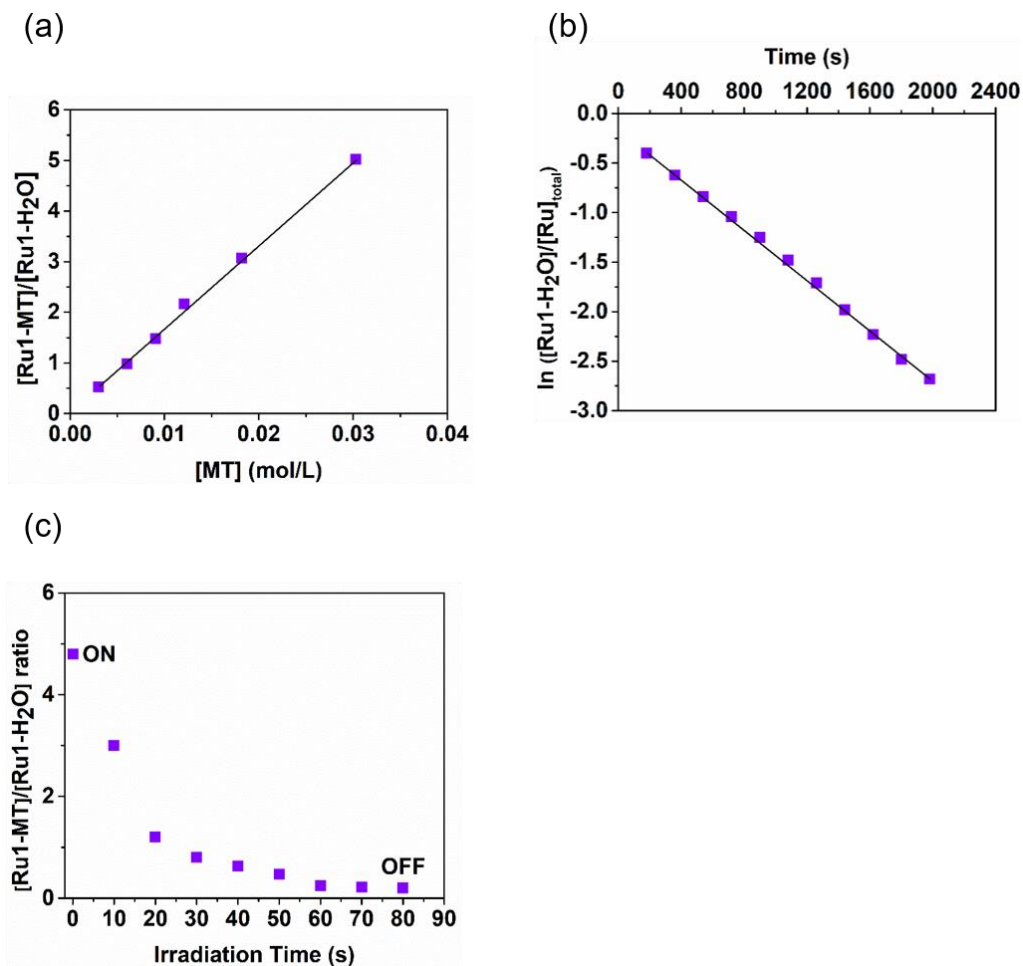 (a)
6
5
4
3
2
1
0
0.00 0.01 0.02 0.03 0.04
[MT] (mol/L)
[Ru1-MT]/[Ru1-H₂O]
(b)
Time (s)
0 400 800 1200 1600 2000 2400
0.0
-0.5
-1.0
-1.5
-2.0
-2.5
-3.0
ln ([Ru1-H₂O]/[Ru]total)
(c)
6
4
2
0
ON
OFF
0 10 20 30 40 50 60 70 80 90
Irradiation Time (s)
[Ru1-MT]/[Ru1-H₂O] ratio